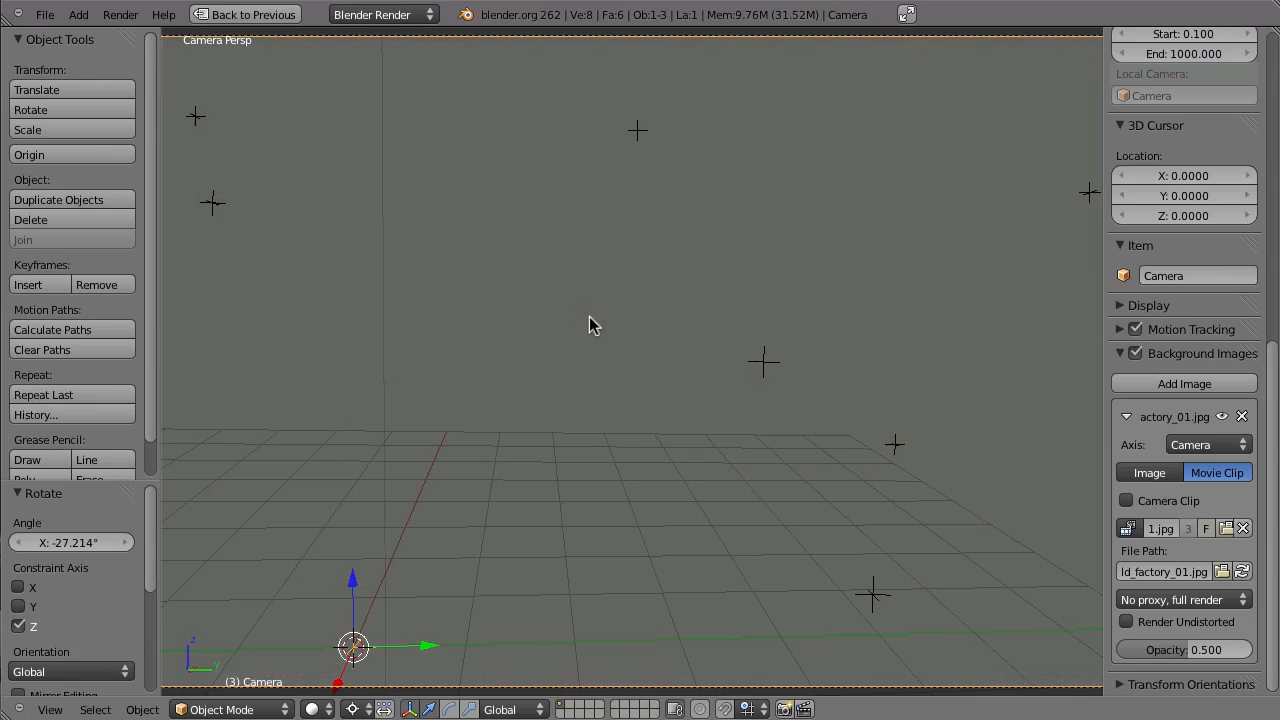 File Add Render Help Back to Previous Blender Render blender.org 262 | Ve:8 | Fa:6 | Ob:1-3 | La:1 | Mem:9.76M (31.52M) | Camera
Object Tools
Transform:
Translate
Rotate
Scale
Origin
Object:
Duplicate Objects
Delete
Join
Keyframes:
Insert Remove
Motion Paths:
Calculate Paths
Clear Paths
Repeat:
Repeat Last
History...
Grease Pencil:
Draw Line
Rotate
Angle
X: -27.214°
Constraint Axis
X
Y
Z
Orientation
Global
Camera Persp
z
y
(3) Camera
Start: 0.100
End: 1000.000
Local Camera:
Camera
3D Cursor
Location:
X: 0.0000
Y: 0.0000
Z: 0.0000
Item
Camera
Display
Motion Tracking
Background Images
Add Image
actory_01.jpg
Axis: Camera
Image Movie Clip
Camera Clip
1.jpg 3 F
File Path:
ld_factory_01.jpg
No proxy, full render
Render Undistorted
Opacity: 0.500
Transform Orientations
View Select Object Object Mode Global